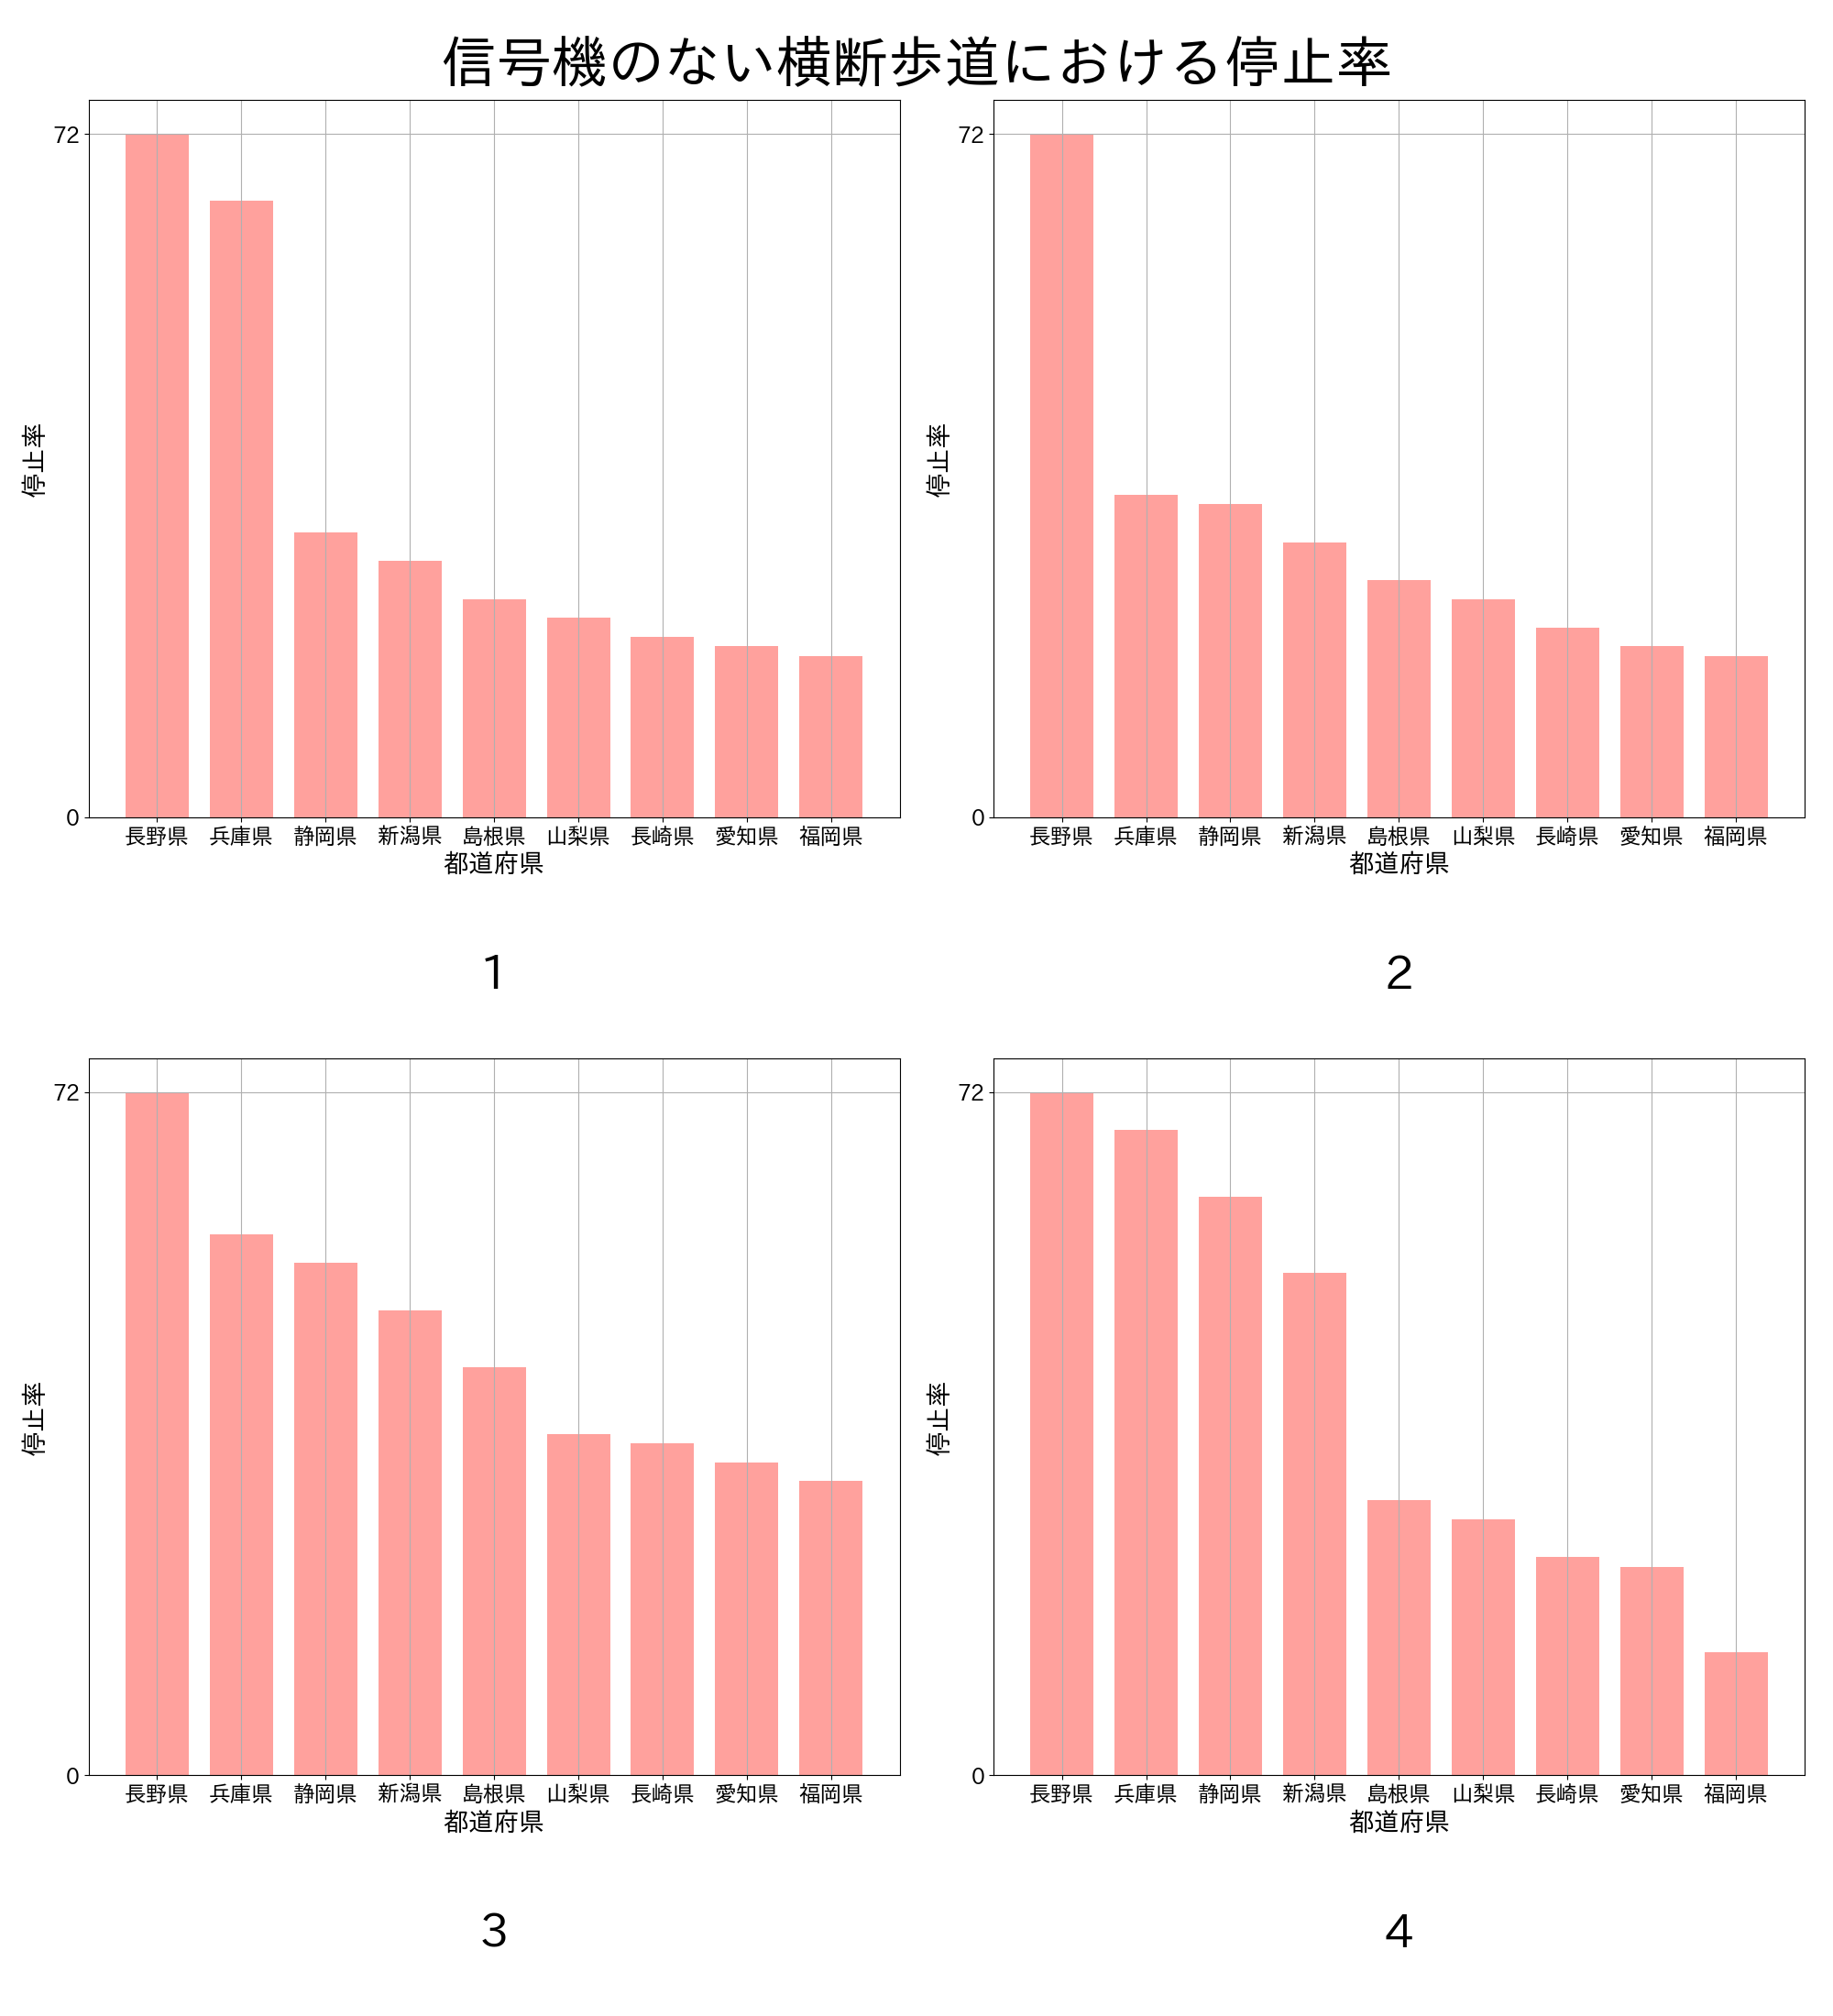 信号機のない横断歩道における停止率
72
停止率
0
長野県 兵庫県 静岡県 新潟県 島根県 山梨県 長崎県 愛知県 福岡県
都道府県
1
72
停止率
0
長野県 兵庫県 静岡県 新潟県 島根県 山梨県 長崎県 愛知県 福岡県
都道府県
2
72
停止率
0
長野県 兵庫県 静岡県 新潟県 島根県 山梨県 長崎県 愛知県 福岡県
都道府県
3
72
停止率
0
長野県 兵庫県 静岡県 新潟県 島根県 山梨県 長崎県 愛知県 福岡県
都道府県
4